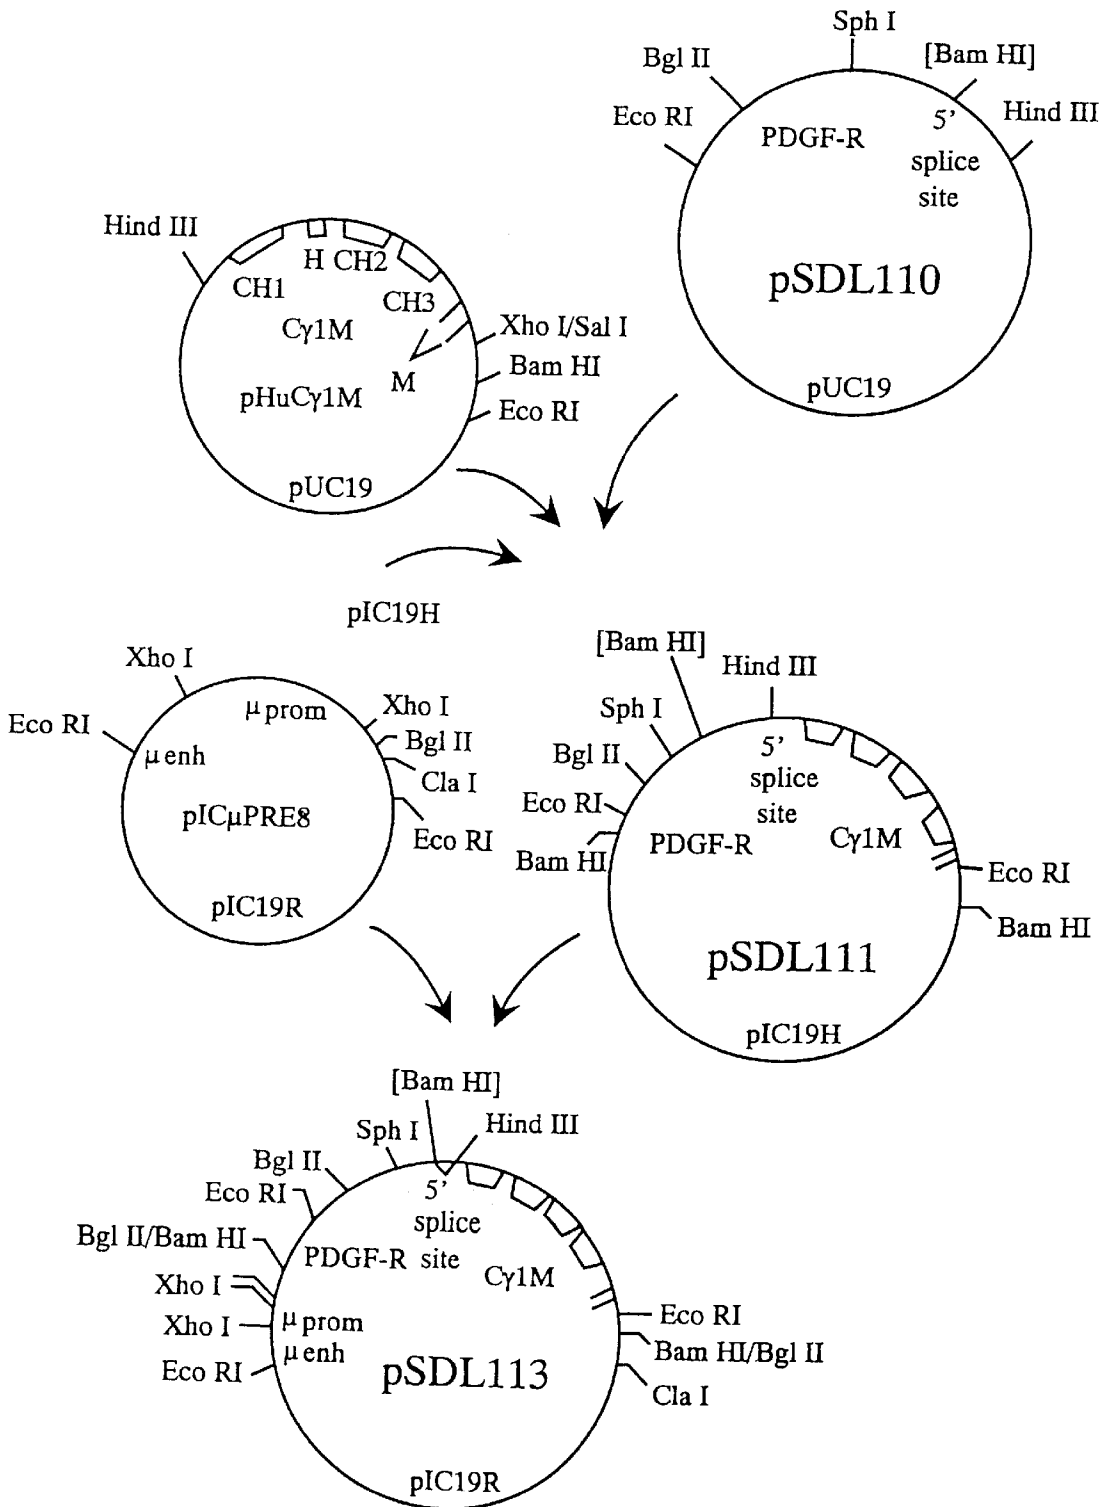 Sph I
Bgl II
[Bam HI]
Eco RI
Hind III
PDGF-R
5'
splice
site
pSDL110
pUC19
Hind III
CH1
H CH2
CH3
Cγ1M
M
pHuCγ1M
Xho I/Sal I
Bam HI
Eco RI
pUC19
pIC19H
Xho I
Eco RI
μ prom
μ enh
Xho I
Bgl II
Cla I
Eco RI
pICμPRE8
pIC19R
[Bam HI]
Hind III
Sph I
Bgl II
Eco RI
Bam HI
5'
splice
site
PDGF-R
Cγ1M
Eco RI
Bam HI
pSDL111
pIC19H
[Bam HI]
Hind III
Sph I
Bgl II
Eco RI
Bgl II/Bam HI
Xho I
Xho I
Eco RI
5'
splice
PDGF-R site
Cγ1M
μ prom
μ enh
Eco RI
Bam HI/Bgl II
Cla I
pSDL113
pIC19R